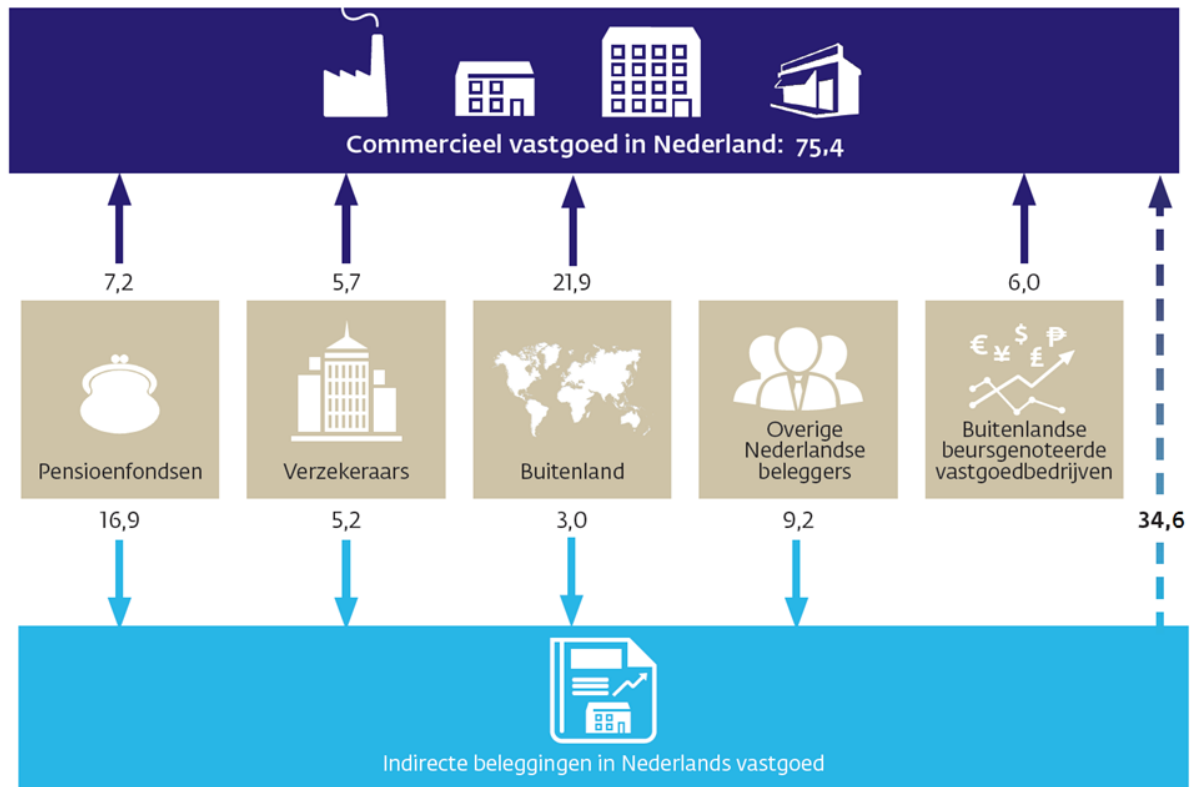 Commercieel vastgoed in Nederland: 75,4
7,2
5,7
21,9
6,0
€ ¥ $ £ ₱
Pensioenfondsen
Verzekeraars
Buitenland
Overige
Nederlandse
beleggers
Buitenlandse
beursgenoteerde
vastgoedbedrijven
16,9
5,2
3,0
9,2
34,6
Indirecte beleggingen in Nederlands vastgoed